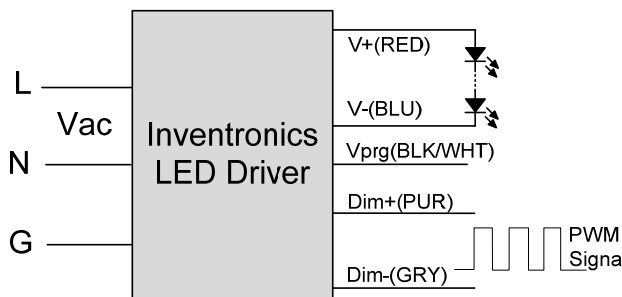 V+(RED)
L
Vac
V-(BLU)
Inventronics
LED Driver
N
Vprg(BLK/WHT)
Dim+(PUR)
G
PWM
Signa
Dim-(GRY)